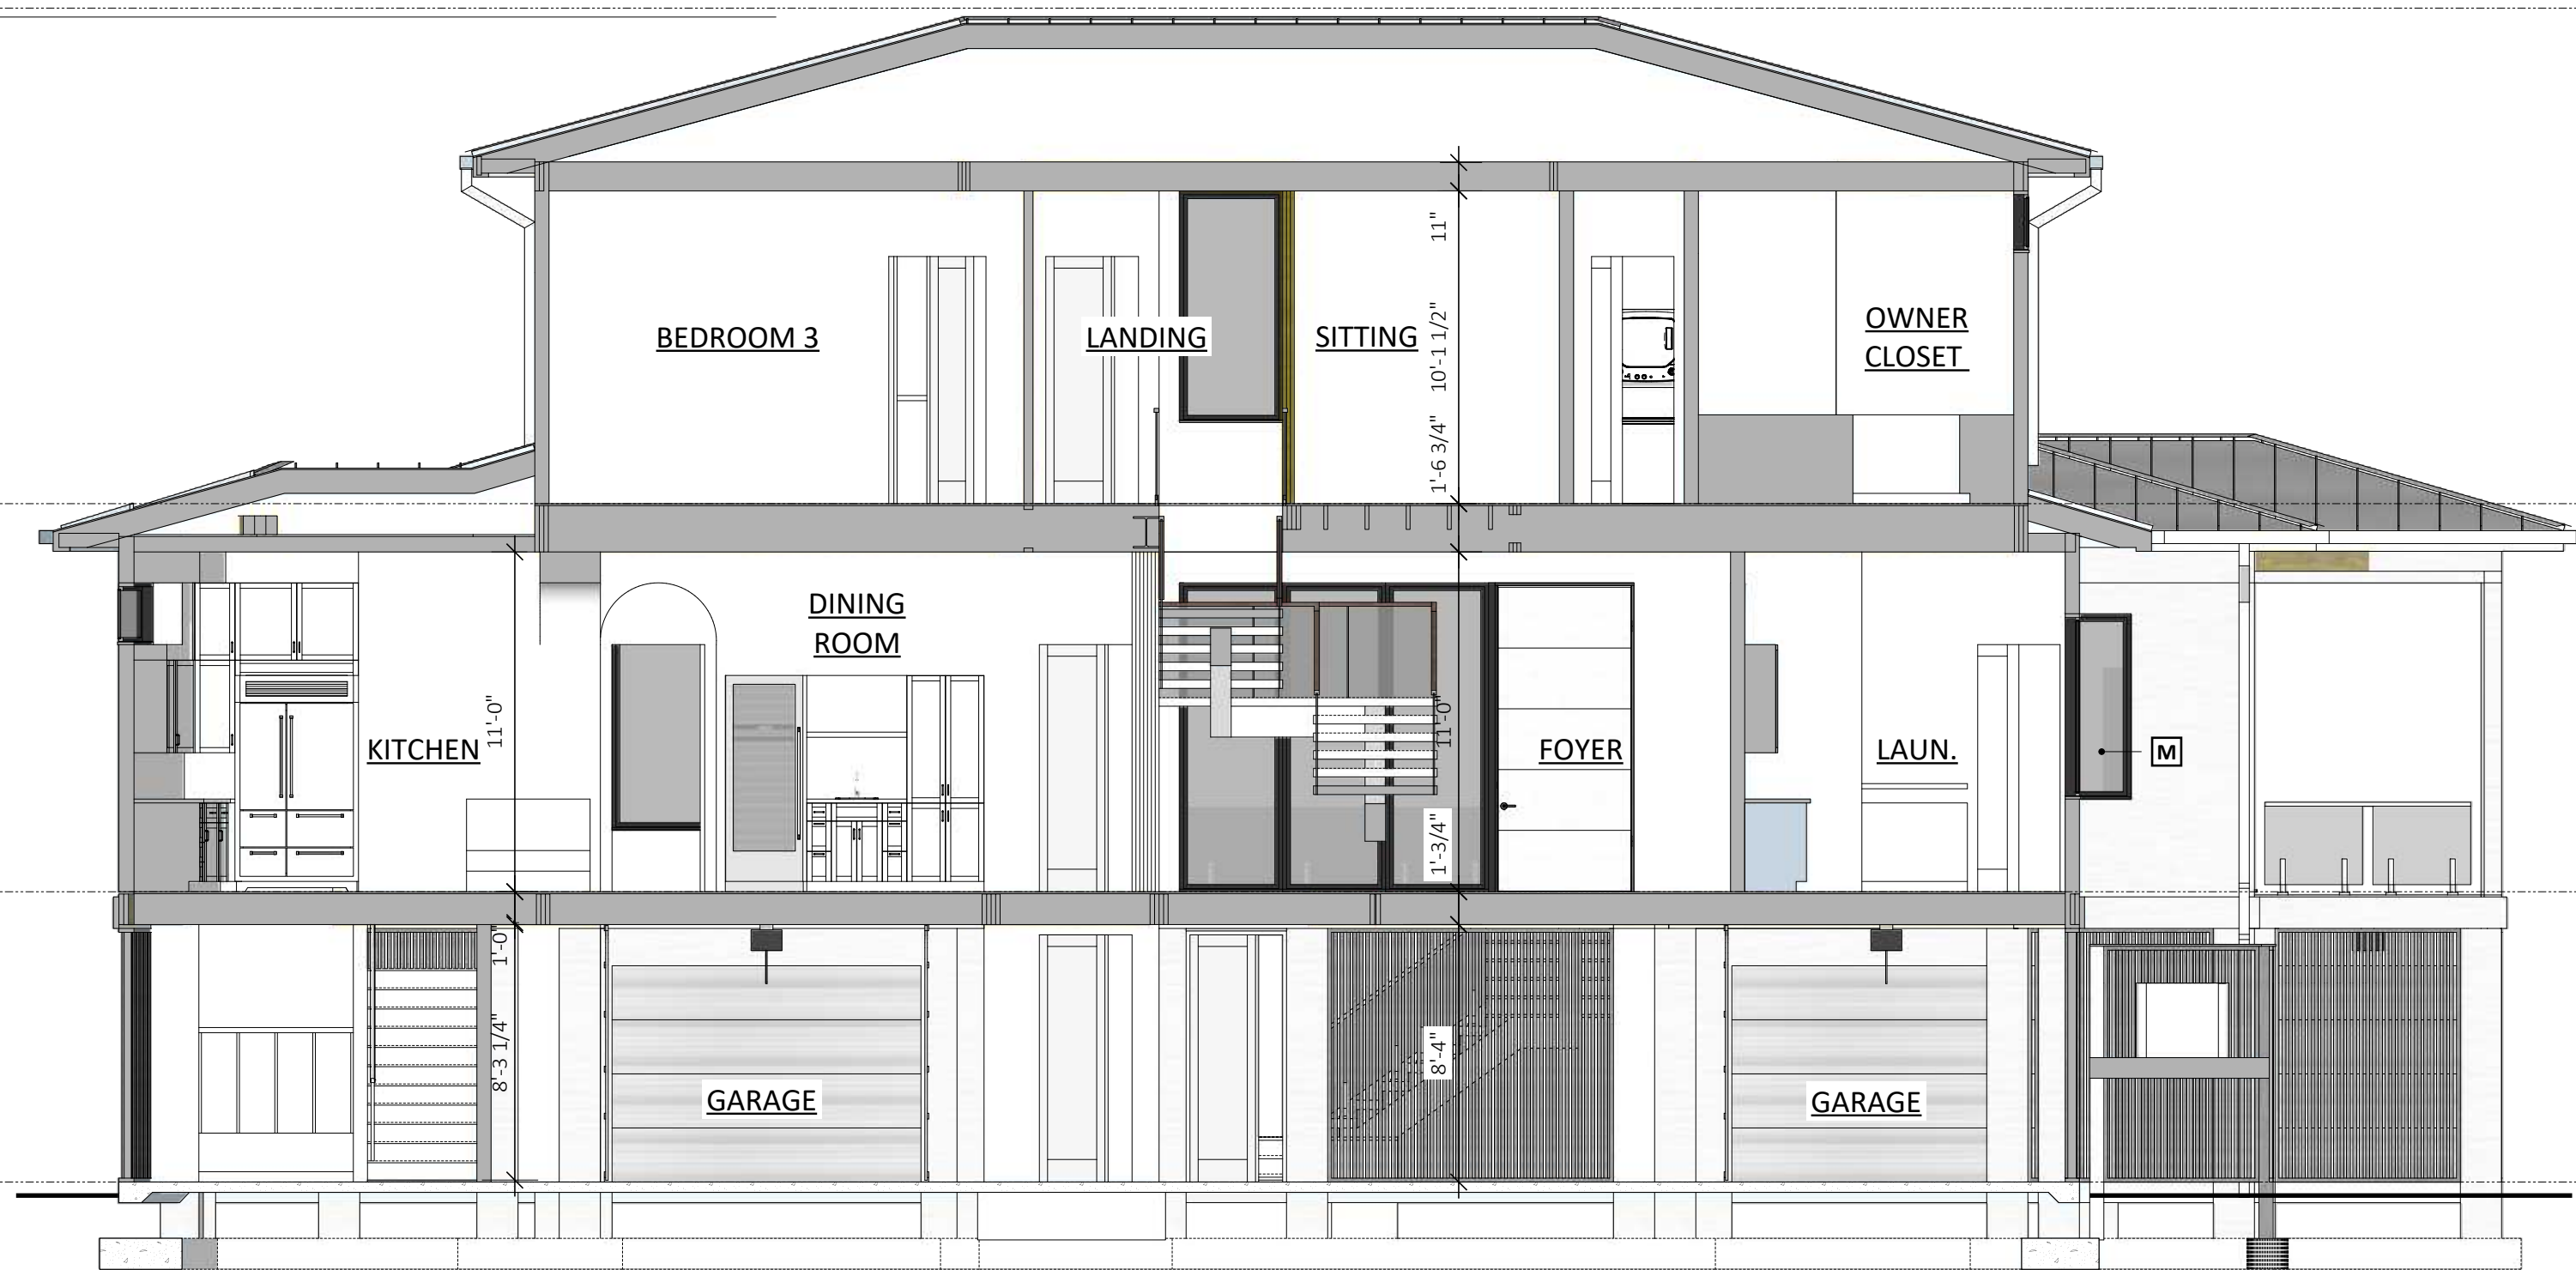 11"
BEDROOM 3
LANDING
SITTING
10'-1 1/2"
OWNER
CLOSET
1'-6 3/4"
DINING
ROOM
KITCHEN
11'-0"
11'-0"
FOYER
LAUN.
M
1'-3/4"
1'-0"
8'-3 1/4"
8'-4"
GARAGE
GARAGE